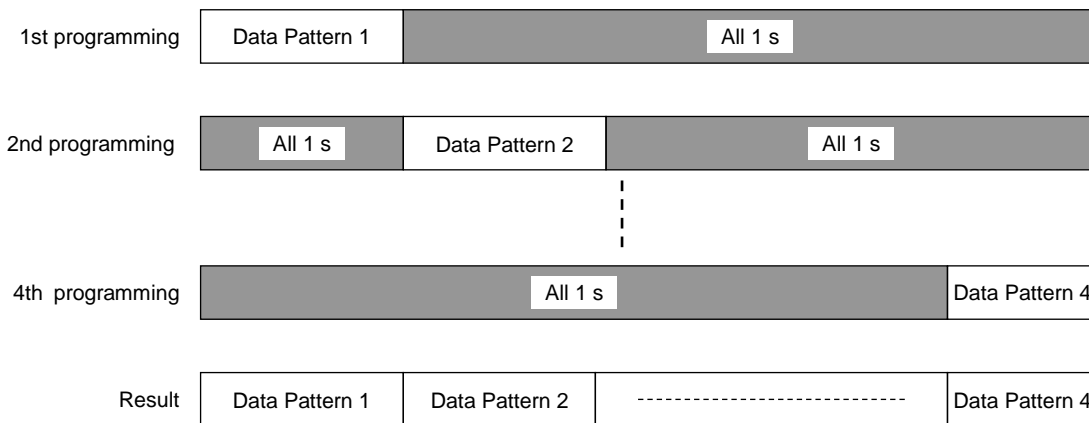 1st programming Data Pattern 1 All 1 s
2nd programming All 1 s Data Pattern 2 All 1 s
4th programming All 1 s Data Pattern 4
Result Data Pattern 1 Data Pattern 2 Data Pattern 4